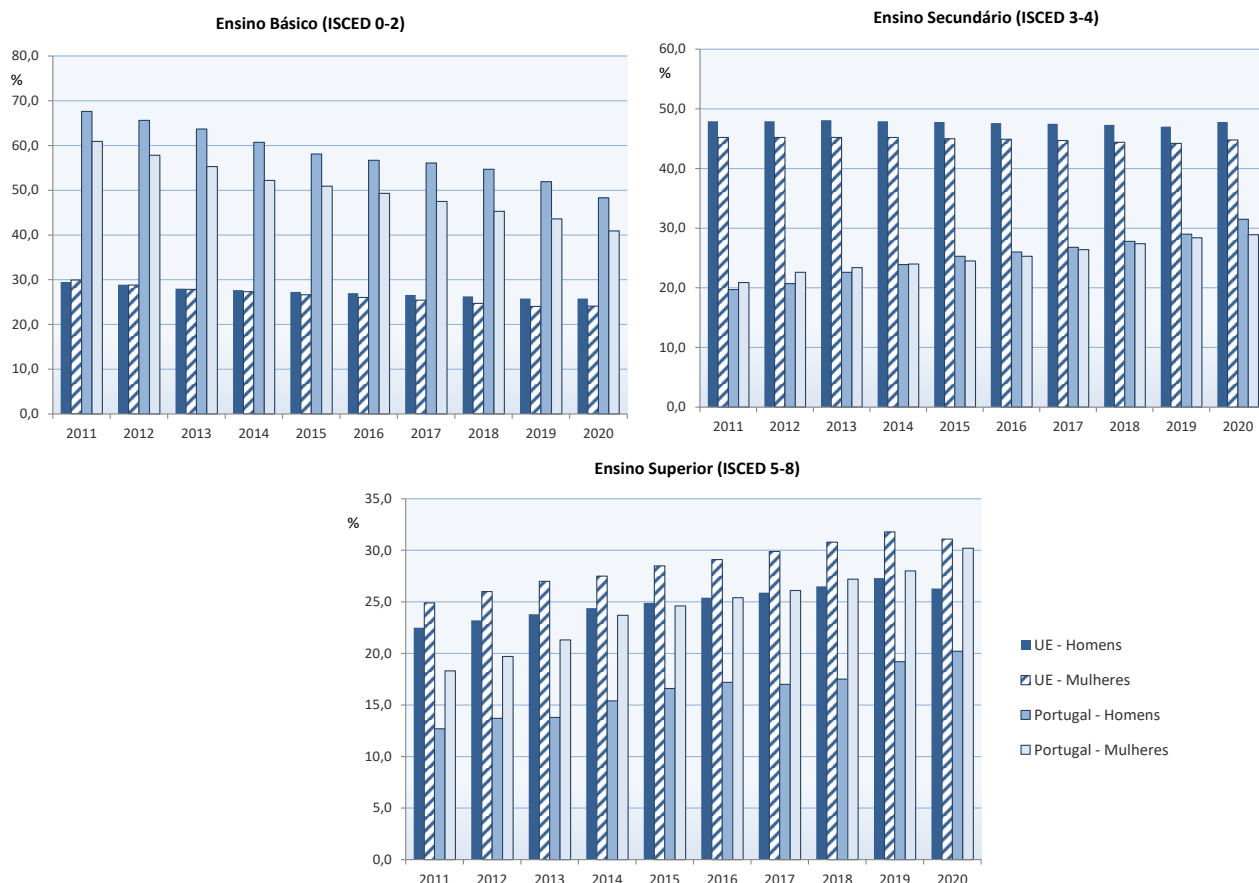 Ensino Básico (ISCED 0-2)
80,0
%
70,0
60,0
50,0
40,0
30,0
20,0
10,0
0,0
2011 2012 2013 2014 2015 2016 2017 2018 2019 2020
Ensino Secundário (ISCED 3-4)
60,0
%
50,0
40,0
30,0
20,0
10,0
0,0
2011 2012 2013 2014 2015 2016 2017 2018 2019 2020
Ensino Superior (ISCED 5-8)
35,0
%
30,0
25,0
20,0
15,0
10,0
5,0
0,0
2011 2012 2013 2014 2015 2016 2017 2018 2019 2020
UE - Homens
UE - Mulheres
Portugal - Homens
Portugal - Mulheres